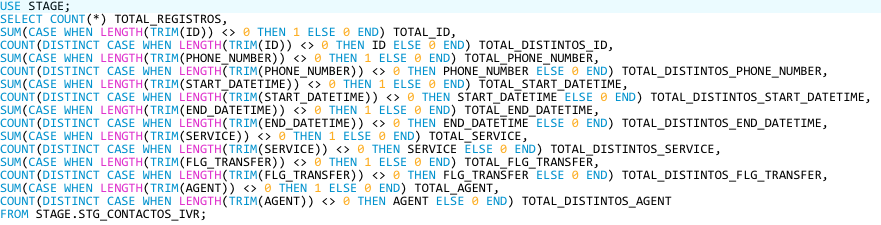 USE STAGE;
SELECT COUNT(*) TOTAL_REGISTROS,
SUM(CASE WHEN LENGTH(TRIM(ID)) <> 0 THEN 1 ELSE 0 END) TOTAL_ID,
COUNT(DISTINCT CASE WHEN LENGTH(TRIM(ID)) <> 0 THEN ID ELSE 0 END) TOTAL_DISTINTOS_ID,
SUM(CASE WHEN LENGTH(TRIM(PHONE_NUMBER)) <> 0 THEN 1 ELSE 0 END) TOTAL_PHONE_NUMBER,
COUNT(DISTINCT CASE WHEN LENGTH(TRIM(PHONE_NUMBER)) <> 0 THEN PHONE_NUMBER ELSE 0 END) TOTAL_DISTINTOS_PHONE_NUMBER,
SUM(CASE WHEN LENGTH(TRIM(START_DATETIME)) <> 0 THEN 1 ELSE 0 END) TOTAL_START_DATETIME,
COUNT(DISTINCT CASE WHEN LENGTH(TRIM(START_DATETIME)) <> 0 THEN START_DATETIME ELSE 0 END) TOTAL_DISTINTOS_START_DATETIME,
SUM(CASE WHEN LENGTH(TRIM(END_DATETIME)) <> 0 THEN 1 ELSE 0 END) TOTAL_END_DATETIME,
COUNT(DISTINCT CASE WHEN LENGTH(TRIM(END_DATETIME)) <> 0 THEN END_DATETIME ELSE 0 END) TOTAL_DISTINTOS_END_DATETIME,
SUM(CASE WHEN LENGTH(TRIM(SERVICE)) <> 0 THEN 1 ELSE 0 END) TOTAL_SERVICE,
COUNT(DISTINCT CASE WHEN LENGTH(TRIM(SERVICE)) <> 0 THEN SERVICE ELSE 0 END) TOTAL_DISTINTOS_SERVICE,
SUM(CASE WHEN LENGTH(TRIM(FLG_TRANSFER)) <> 0 THEN 1 ELSE 0 END) TOTAL_FLG_TRANSFER,
COUNT(DISTINCT CASE WHEN LENGTH(TRIM(FLG_TRANSFER)) <> 0 THEN FLG_TRANSFER ELSE 0 END) TOTAL_DISTINTOS_FLG_TRANSFER,
SUM(CASE WHEN LENGTH(TRIM(AGENT)) <> 0 THEN 1 ELSE 0 END) TOTAL_AGENT,
COUNT(DISTINCT CASE WHEN LENGTH(TRIM(AGENT)) <> 0 THEN AGENT ELSE 0 END) TOTAL_DISTINTOS_AGENT
FROM STAGE.STG_CONTACTOS_IVR;